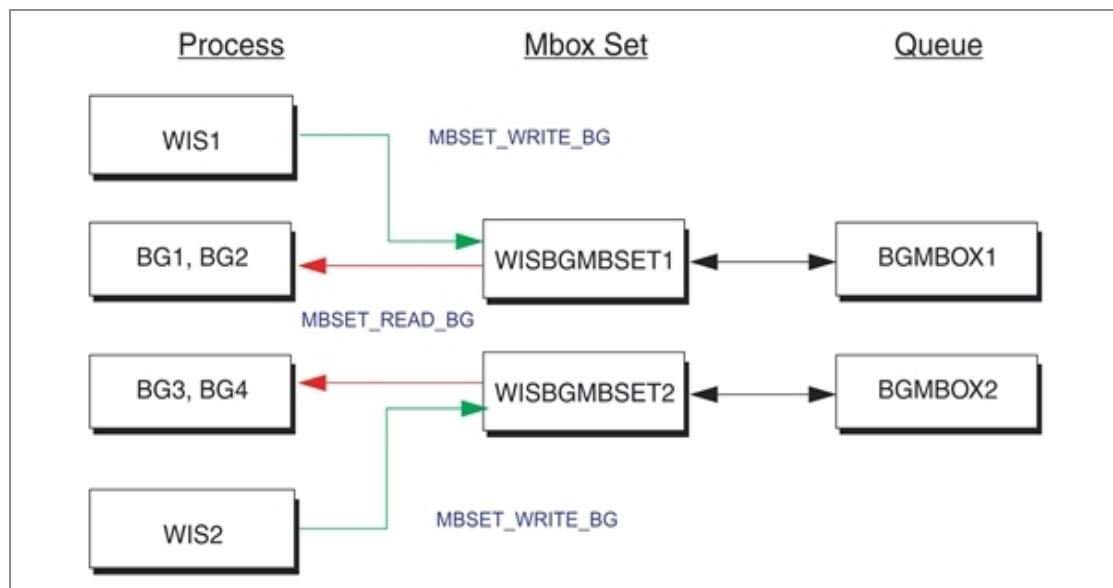 Process
Mbox Set
Queue
WIS1
MBSET_WRITE_BG
BG1, BG2
WISBGMBSET1
BGMBOX1
MBSET_READ_BG
BG3, BG4
WISBGMBSET2
BGMBOX2
WIS2
MBSET_WRITE_BG